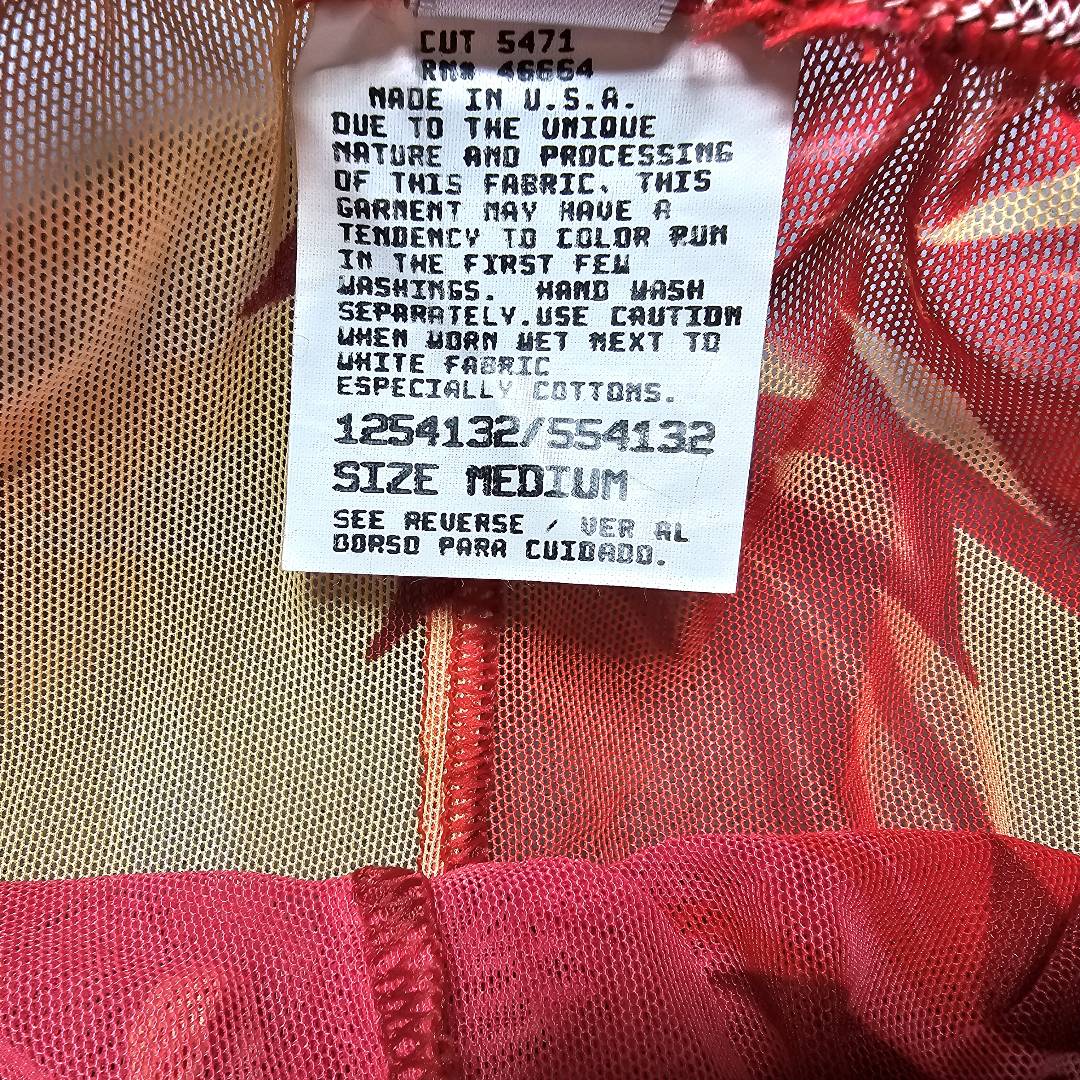 CUT 5471
RN# 46664
MADE IN U.S.A.
DUE TO THE UNIQUE
NATURE AND PROCESSING
OF THIS FABRIC, THIS
GARMENT MAY HAVE A
TENDENCY TO COLOR RUN
IN THE FIRST FEW
WASHINGS. HAND WASH
SEPARATELY.USE CAUTION
WHEN WORN WET NEXT TO
WHITE FABRIC
ESPECIALLY COTTONS.
1254132/554132
SIZE MEDIUM
SEE REVERSE / VER AL
DORSO PARA CUIDADO.